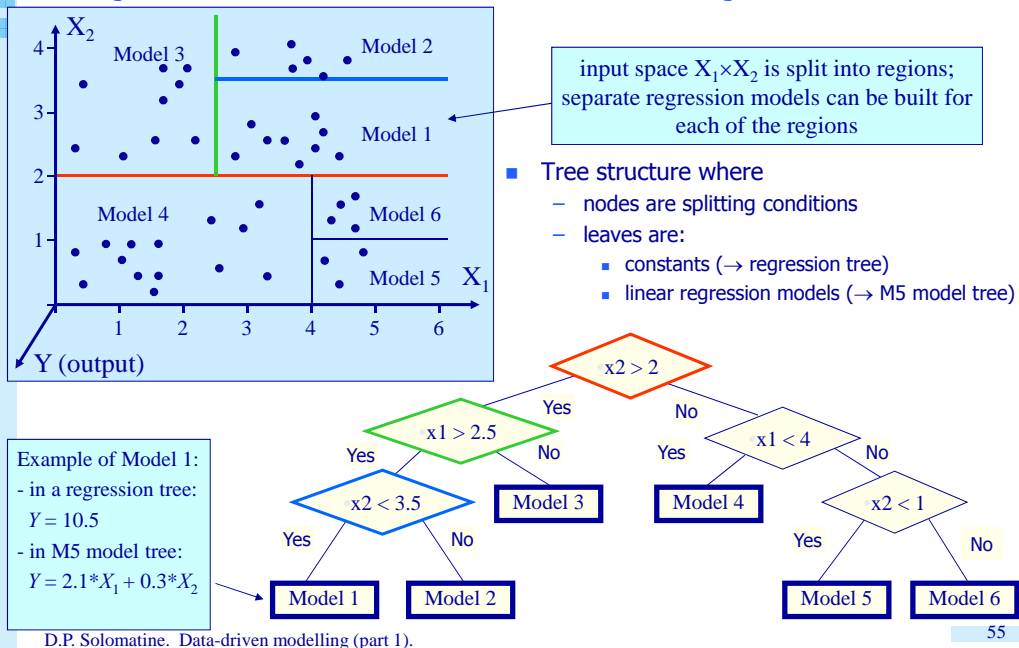 X2
4
3
2
1
Model 3
Model 2
Model 1
Model 4
Model 6
Model 5
X1
1 2 3 4 5 6
Y (output)
input space X1×X2 is split into regions;
separate regression models can be built for
each of the regions
■ Tree structure where
– nodes are splitting conditions
– leaves are:
■ constants (→ regression tree)
■ linear regression models (→ M5 model tree)
x2 > 2
Yes
No
x1 > 2.5
x1 < 4
Yes
No
Yes
No
x2 < 3.5
Model 3
Model 4
x2 < 1
Yes
No
Yes
No
Model 1
Model 2
Model 5
Model 6
Example of Model 1:
- in a regression tree:
Y = 10.5
- in M5 model tree:
Y = 2.1*X1 + 0.3*X2
D.P. Solomatine. Data-driven modelling (part 1).
55